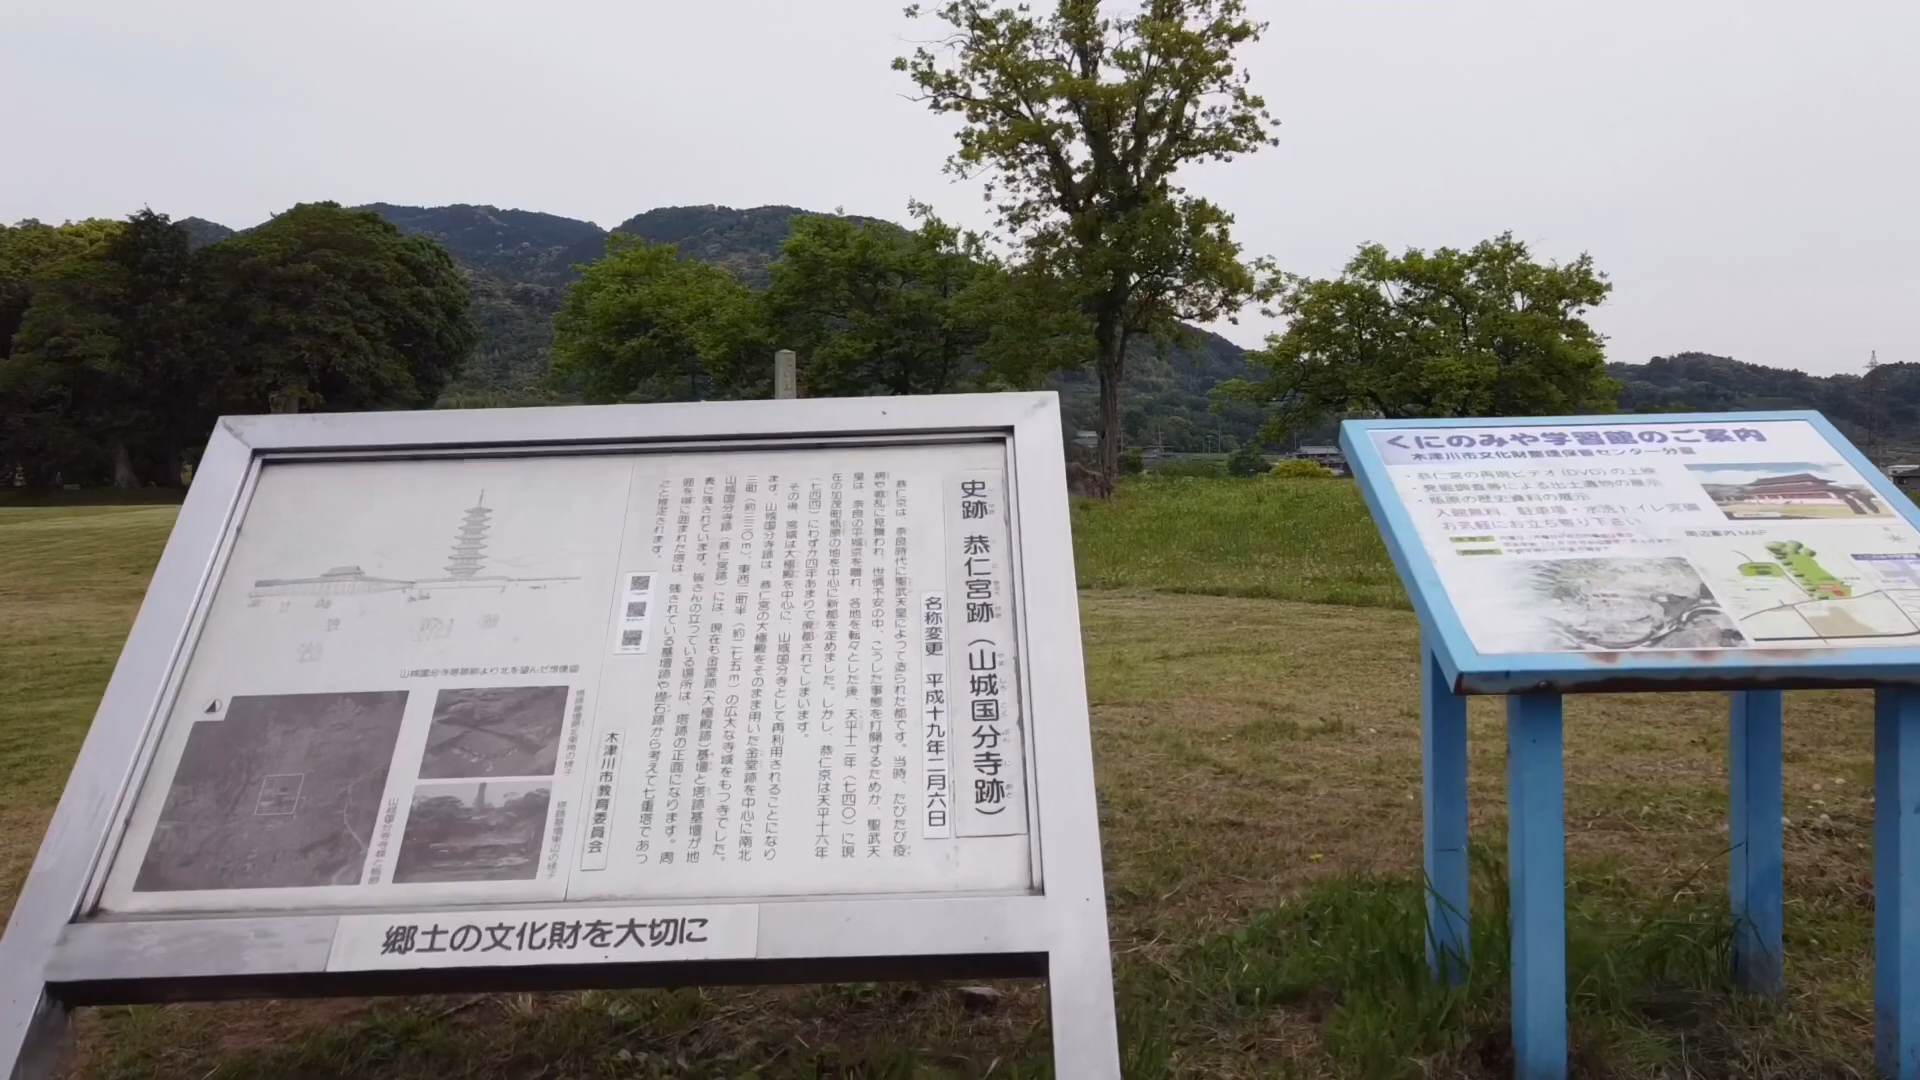 史跡 恭仁宮跡(山城国分寺跡)
名称変更 平成十九年二月六日
恭仁京は、奈良時代に聖武天皇によって造られた都です。当時、たびたび疫
病や戦乱に見舞われ、世情不安の中、こうした事態を打開するためか、聖武天
皇は、奈良の平城京を離れ、各地を転々とした後、天平十二年(七四〇)に現
在の加茂町瓶原の地を中心に新都を定めました。しかし、恭仁京は天平十六年
(七四四)にわずか四年あまりで廃都されてしまいます。
その後、宮域は大極殿を中心に、山城国分寺として再利用されることになり
ます。山城国分寺跡は、恭仁宮の大極殿をそのまま用いた金堂跡を中心に南北
三町(約三三〇m)、東西二町半(約二七五m)の広大な寺域をもつ寺でした。
山城国分寺跡(恭仁宮跡)には、現在も金堂跡(大極殿跡)基壇と塔跡基壇が地
表に残されています。皆さんの立っている場所は、塔跡の正面になります。周
囲を塀に囲まれた塔は、残されている基壇跡や礎石跡から考えて七重塔であっ
たと推定されます。
木津川市教育委員会
山城国分寺塔跡前より北を望んだ想像図
郷土の文化財を大切に
くにのみや学習館のご案内
木津川市文化財整理保管センター分室
・恭仁宮の再現ビデオ(DVD)の上映
・発掘調査等による出土遺物の展示
・瓶原の歴史資料の展示
入館無料、駐車場・水洗トイレ完備
お気軽にお立ち寄り下さい
周辺案内MAP